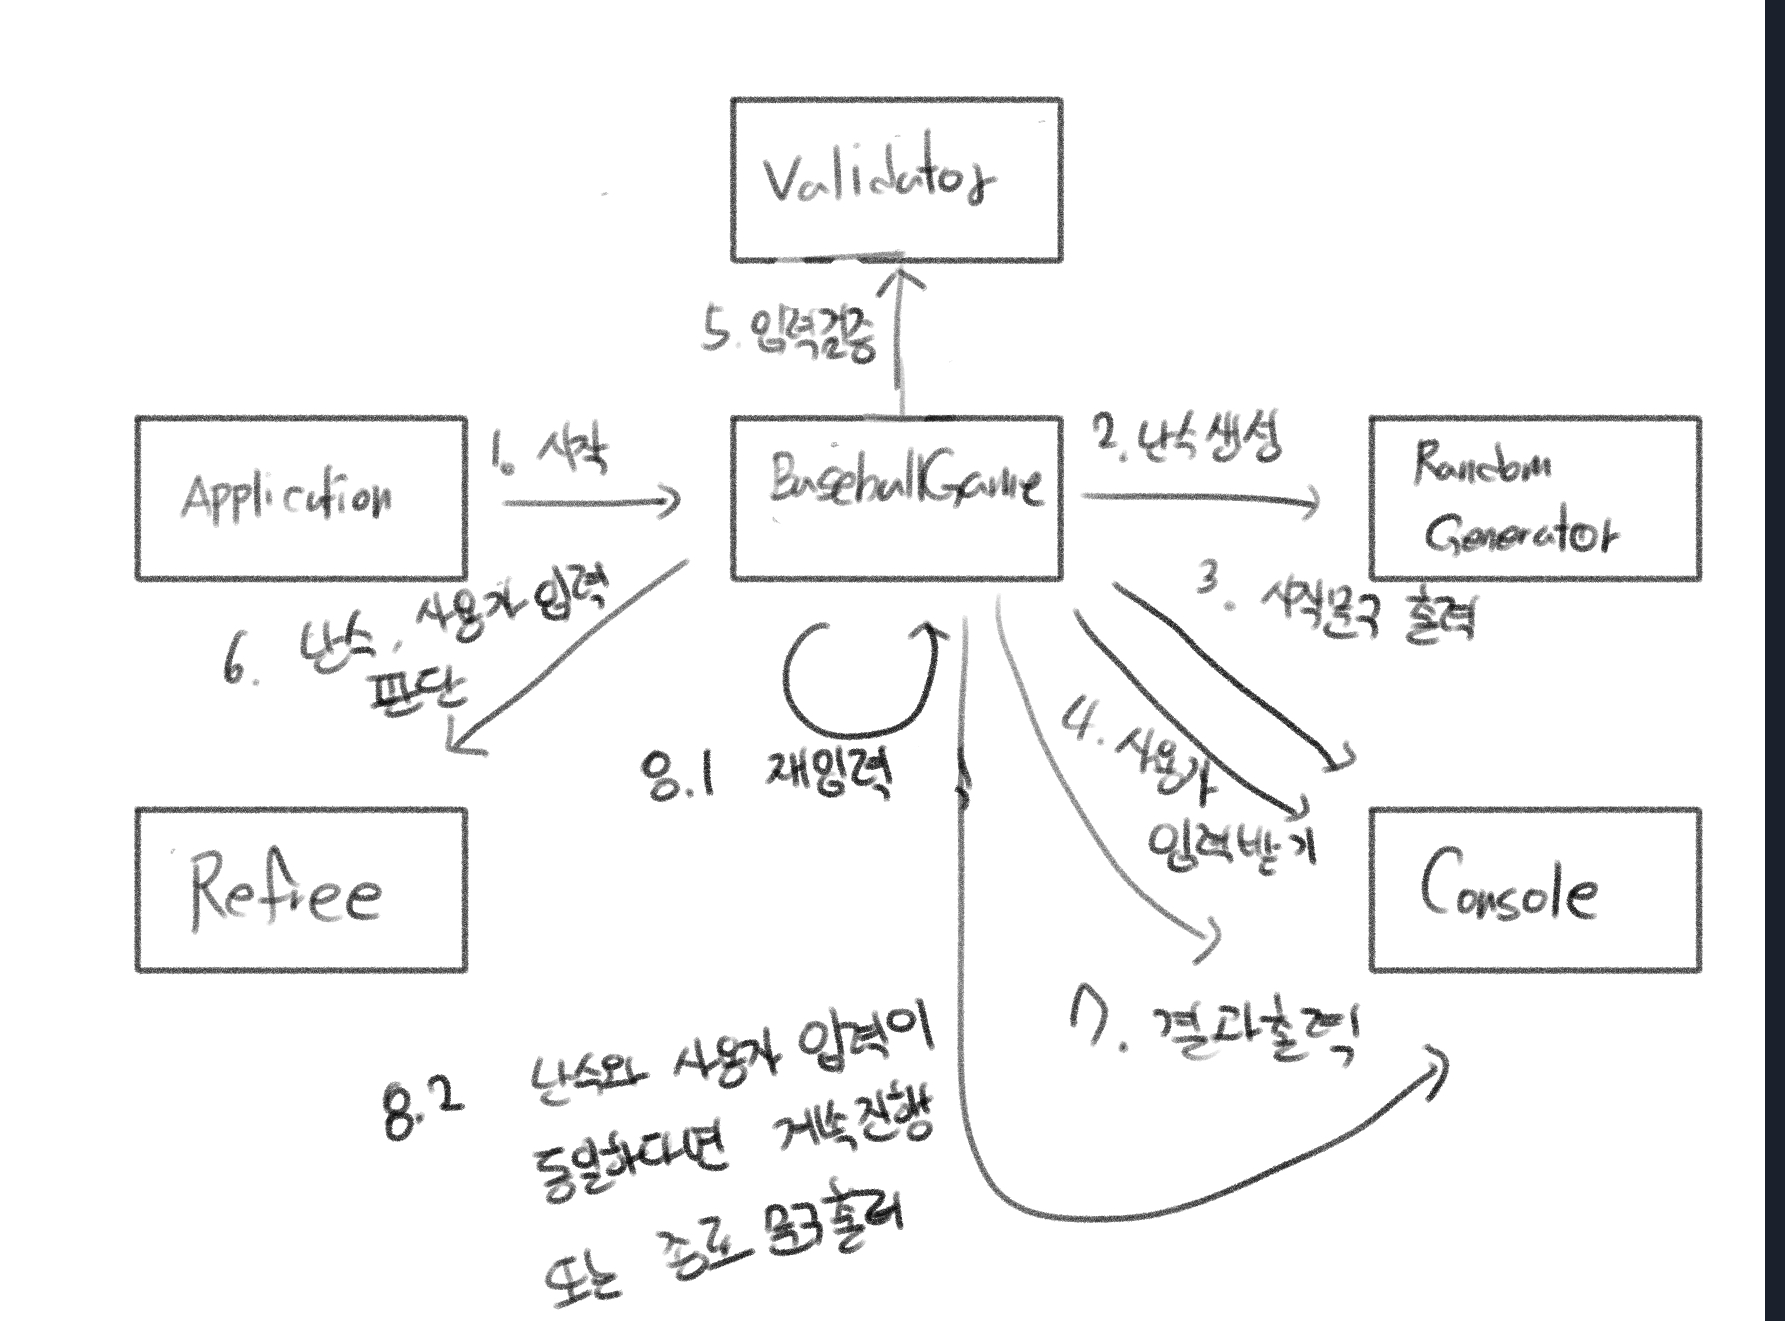 Validator
5. 입력검증
Application
1. 시작
BaseballGame
2. 난수 생성
Random
Generator
3. 시작문구 출력
6. 난수, 사용자 입력
판단
4. 사용자
입력받기
8.1 재입력
Refree
Console
7. 결과출력
8.2 난수와 사용자 입력이
동일하다면 계속진행
또는 종료 문구출력